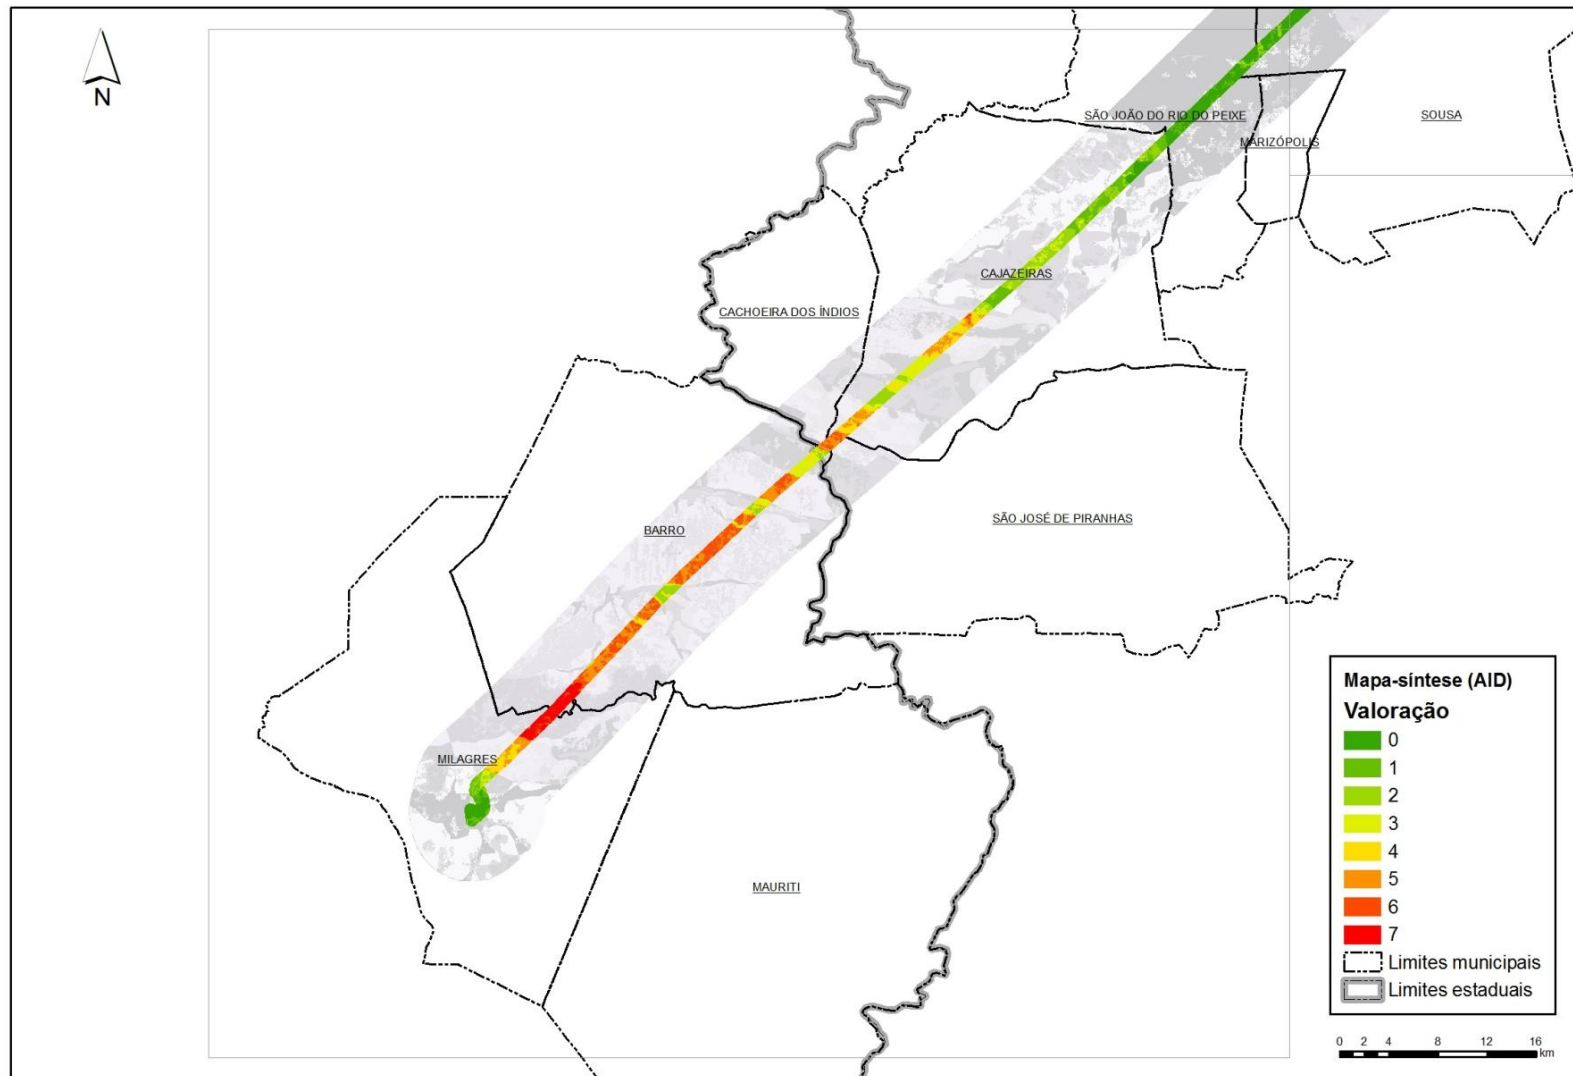 N
SÃO JOÃO DO RIO DO PEIXE
SOUSA
MARIZÓPOLIS
CAJAZEIRAS
CACHOEIRA DOS ÍNDIOS
SÃO JOSÉ DE PIRANHAS
BARRO
MILAGRES
MAURITI
Mapa-síntese (AID)
Valoração
0
1
2
3
4
5
6
7
Limites municipais
Limites estaduais
0 2 4 8 12 16
km